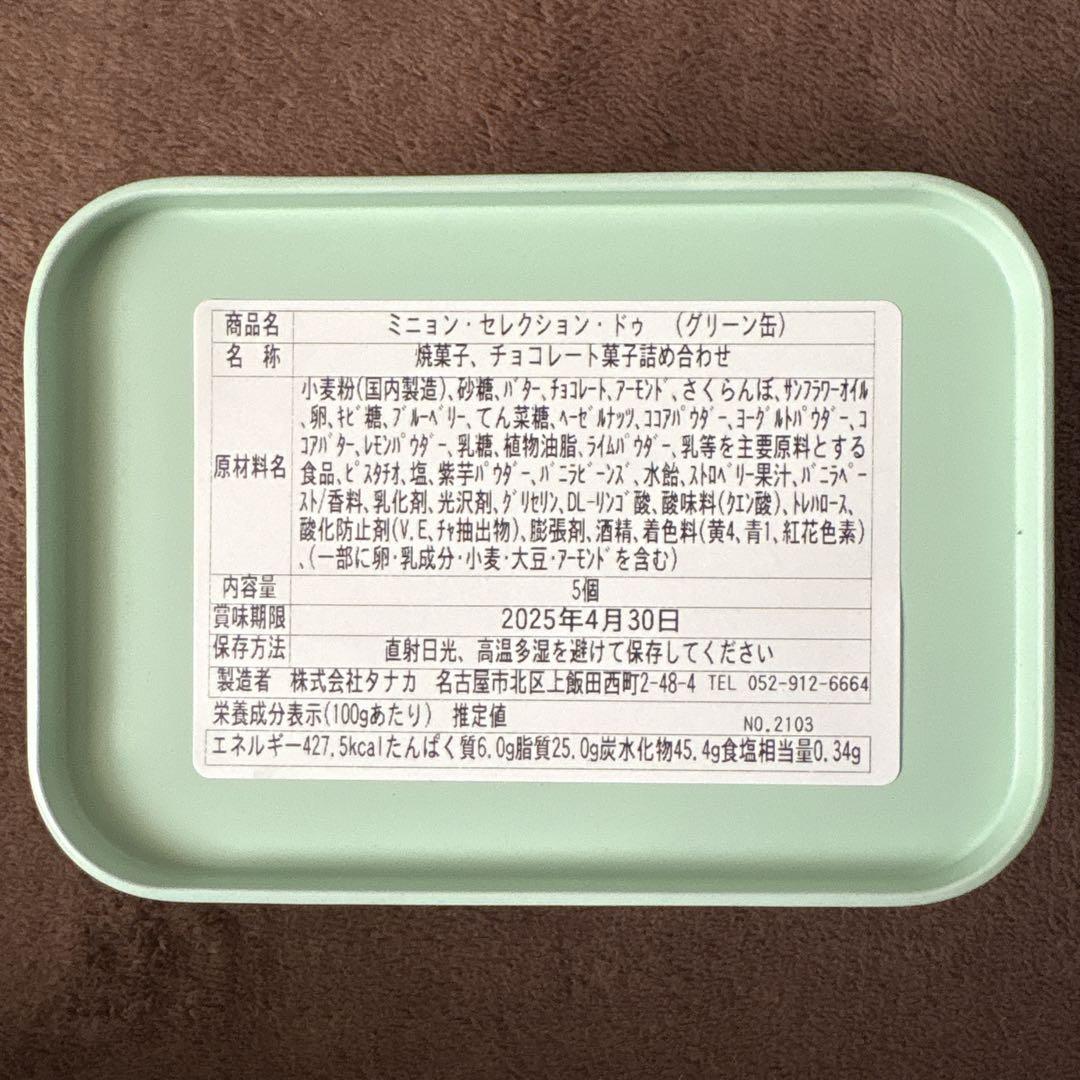 商品名 ミニョン・セレクション・ドゥ (グリーン缶)
名 称 焼菓子、チョコレート菓子詰め合わせ
原材料名 小麦粉(国内製造)、砂糖、ﾊﾞﾀｰ、ﾁｮｺﾚｰﾄ、ｱｰﾓﾝﾄﾞ、さくらんぼ、ｻﾝﾌﾗﾜｰｵｲﾙ
、卵、ｷﾋﾞ糖、ﾌﾞﾙｰﾍﾞﾘｰ、てん菜糖、ﾍｰｾﾞﾙﾅｯﾂ、ｺｺｱﾊﾟｳﾀﾞｰ、ﾖｰｸﾞﾙﾄﾊﾟｳﾀﾞｰ、ｺ
ｺｱﾊﾞﾀｰ、ﾚﾓﾝﾊﾟｳﾀﾞｰ、乳糖、植物油脂、ﾗｲﾑﾊﾟｳﾀﾞｰ、乳等を主要原料とする
食品、ﾋﾟｽﾀﾁｵ、塩、紫芋ﾊﾟｳﾀﾞｰ、ﾊﾞﾆﾗﾋﾞｰﾝｽﾞ、水飴、ｽﾄﾛﾍﾞﾘｰ果汁、ﾊﾞﾆﾗﾍﾟｰ
ｽﾄ/香料、乳化剤、光沢剤、ｸﾞﾘｾﾘﾝ、DL-ﾘﾝｺﾞ酸、酸味料(ｸｴﾝ酸)、ﾄﾚﾊﾛｰｽ、
酸化防止剤(V.E、ﾁｬ抽出物)、膨張剤、酒精、着色料(黄4、青1、紅花色素)
、(一部に卵・乳成分・小麦・大豆・ｱｰﾓﾝﾄﾞを含む)
内容量 5個
賞味期限 2025年4月30日
保存方法 直射日光、高温多湿を避けて保存してください
製造者 株式会社タナカ 名古屋市北区上飯田西町2-48-4 TEL 052-912-6664
栄養成分表示(100gあたり) 推定値 NO.2103
エネルギー427.5kcalたんぱく質6.0g脂質25.0g炭水化物45.4g食塩相当量0.34g